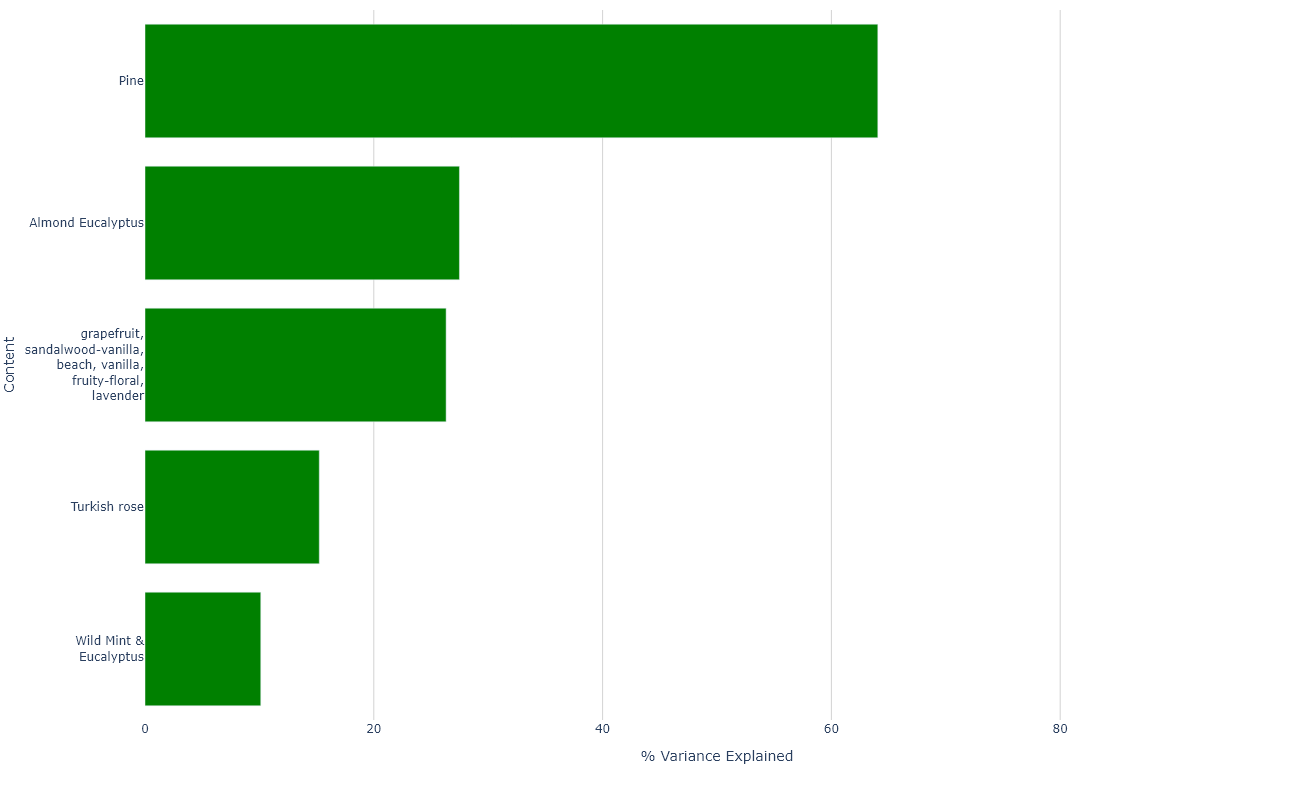 Pine
Almond Eucalyptus
grapefruit,
sandalwood-vanilla,
beach, vanilla,
fruity-floral,
lavender
Turkish rose
Wild Mint &
Eucalyptus
Content
0 20 40 60 80
% Variance Explained